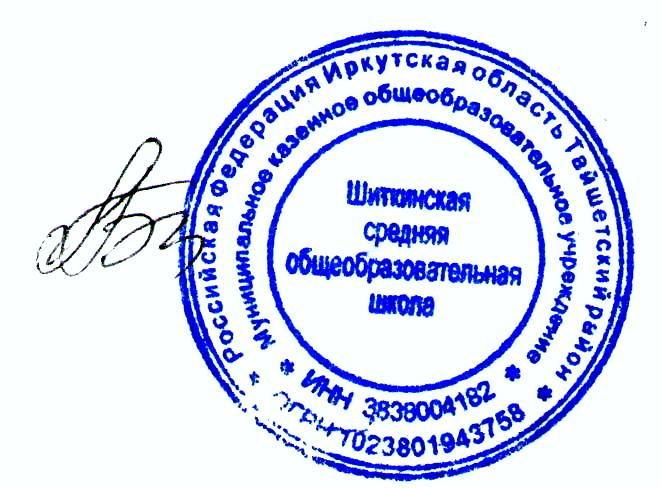 Российская Федерация Иркутская область Тайшетский район
Муниципальное казенное общеобразовательное учреждение
Шиткинская
средняя
общеобразовательная
школа
* ИНН 3838004182 *
* ОГРН 1023801943758 *